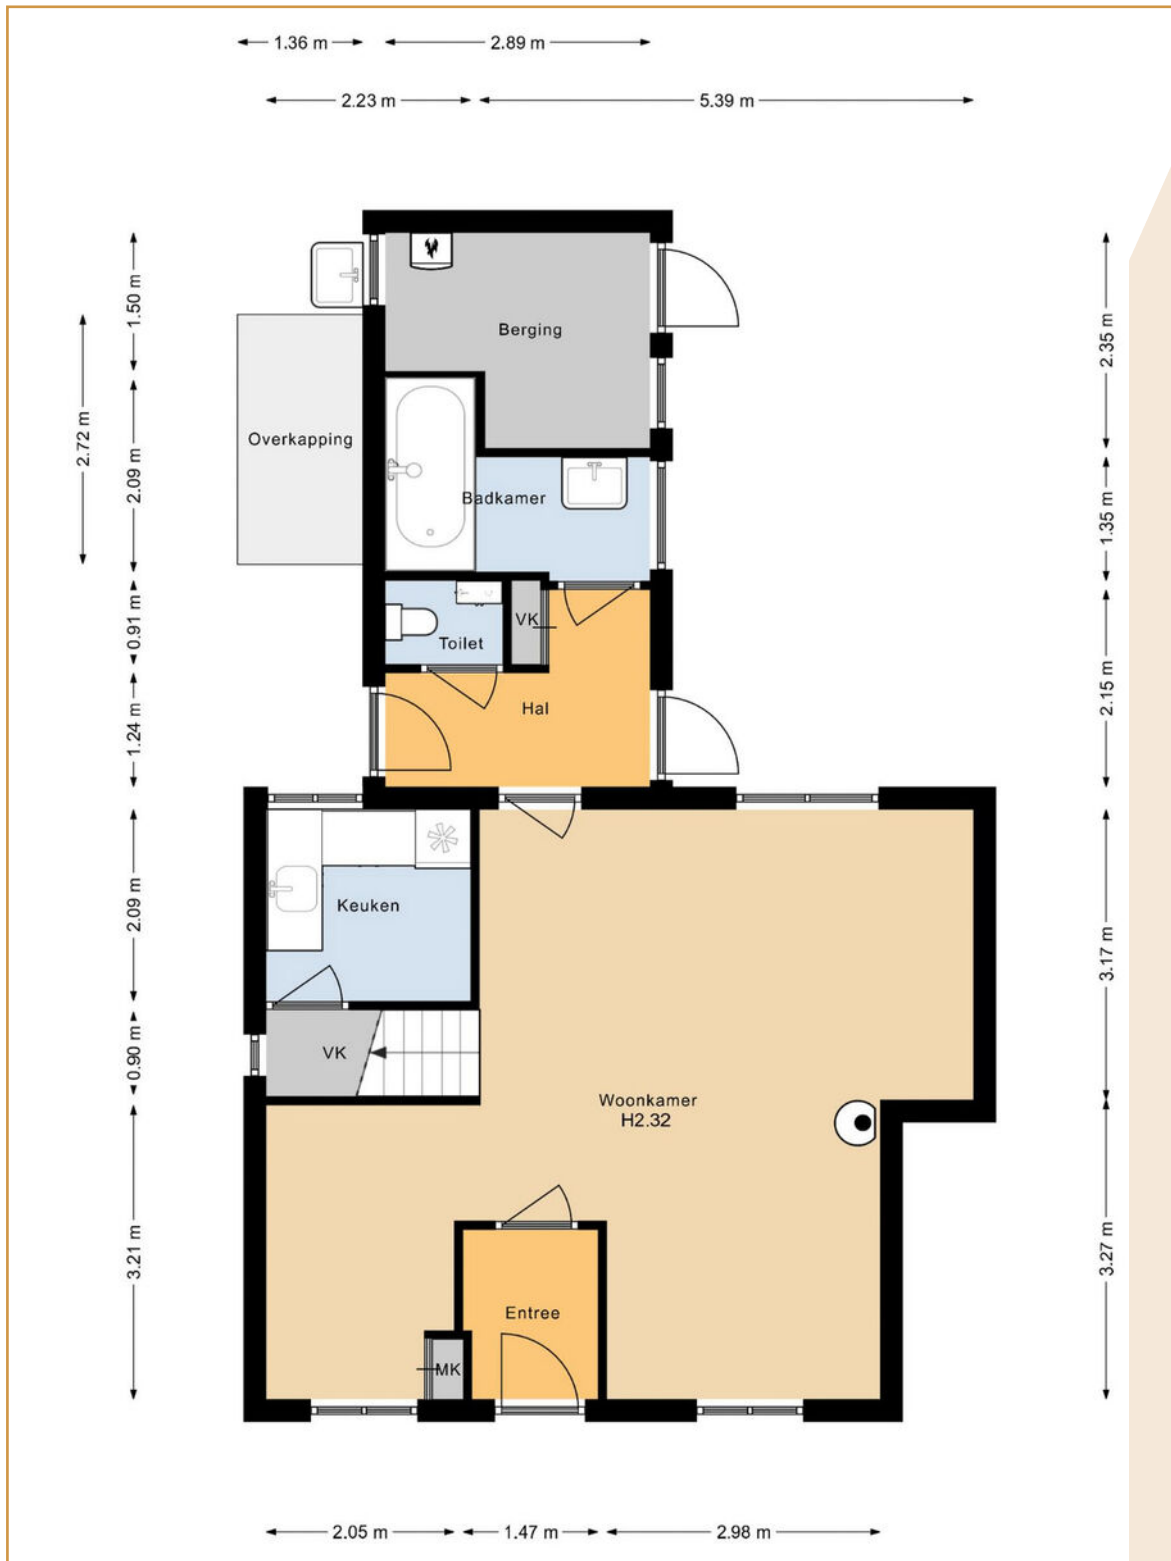 1.36 m
2.89 m
2.23 m
5.39 m
1.50 m
2.35 m
Berging
2.72 m
2.09 m
Overkapping
Badkamer
1.35 m
0.91 m
VK
Toilet
2.15 m
1.24 m
Hal
2.09 m
Keuken
3.17 m
0.90 m
VK
Woonkamer
H2.32
3.21 m
3.27 m
Entree
MK
2.05 m
1.47 m
2.98 m